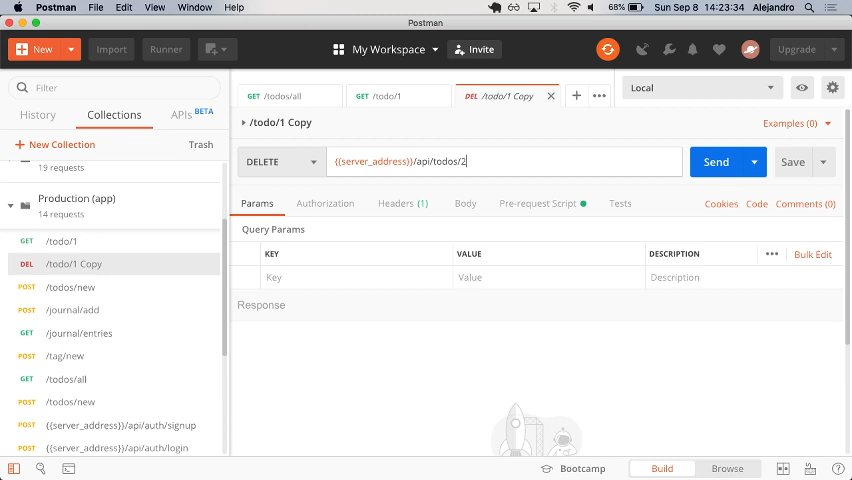 Postman File Edit View Window Help 68% Sun Sep 8 14:23:34 Alejandro
Postman
New Import Runner My Workspace Invite Upgrade
Filter
GET /todos/all GET /todo/1 DEL /todo/1 Copy Local
History Collections APIs BETA
/todo/1 Copy Examples (0)
New Collection Trash
19 requests
DELETE {{server_address}}/api/todos/2 Send Save
Production (app)
14 requests
Params Authorization Headers (1) Body Pre-request Script Tests Cookies Code Comments (0)
Query Params
KEY VALUE DESCRIPTION Bulk Edit
Key Value Description
Response
GET /todo/1
DEL /todo/1 Copy
POST /todos/new
POST /journal/add
GET /journal/entries
POST /tag/new
GET /todos/all
POST /todos/new
POST {{server_address}}/api/auth/signup
POST {{server_address}}/api/auth/login
Bootcamp Build Browse